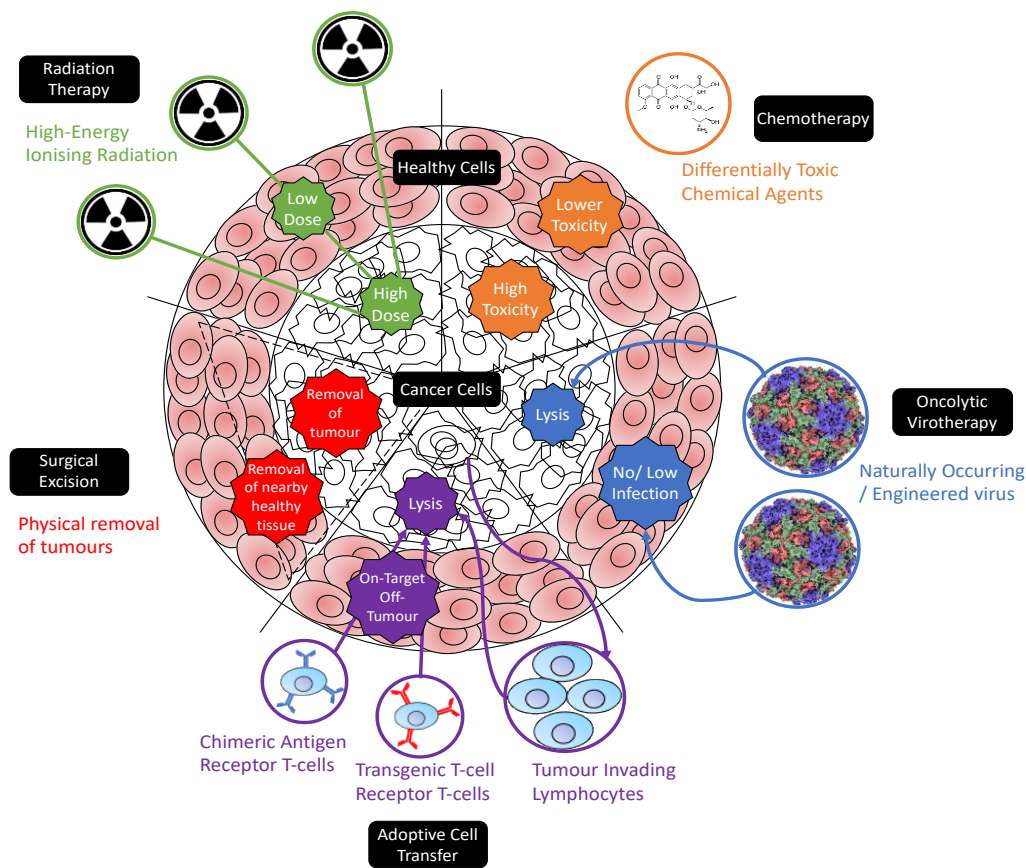 Radiation
Therapy
High-Energy
Ionising Radiation
Chemotherapy
Differentially Toxic
Chemical Agents
Healthy Cells
Low
Dose
Lower
Toxicity
High
Dose
High
Toxicity
Cancer Cells
Removal
of
tumour
Lysis
Oncolytic
Virotherapy
Naturally Occurring
/ Engineered virus
Surgical
Excision
Physical removal
of tumours
Removal
of nearby
healthy
tissue
Lysis
No/ Low
Infection
On-Target
Off-
Tumour
Chimeric Antigen
Receptor T-cells
Transgenic T-cell
Receptor T-cells
Tumour Invading
Lymphocytes
Adoptive Cell
Transfer